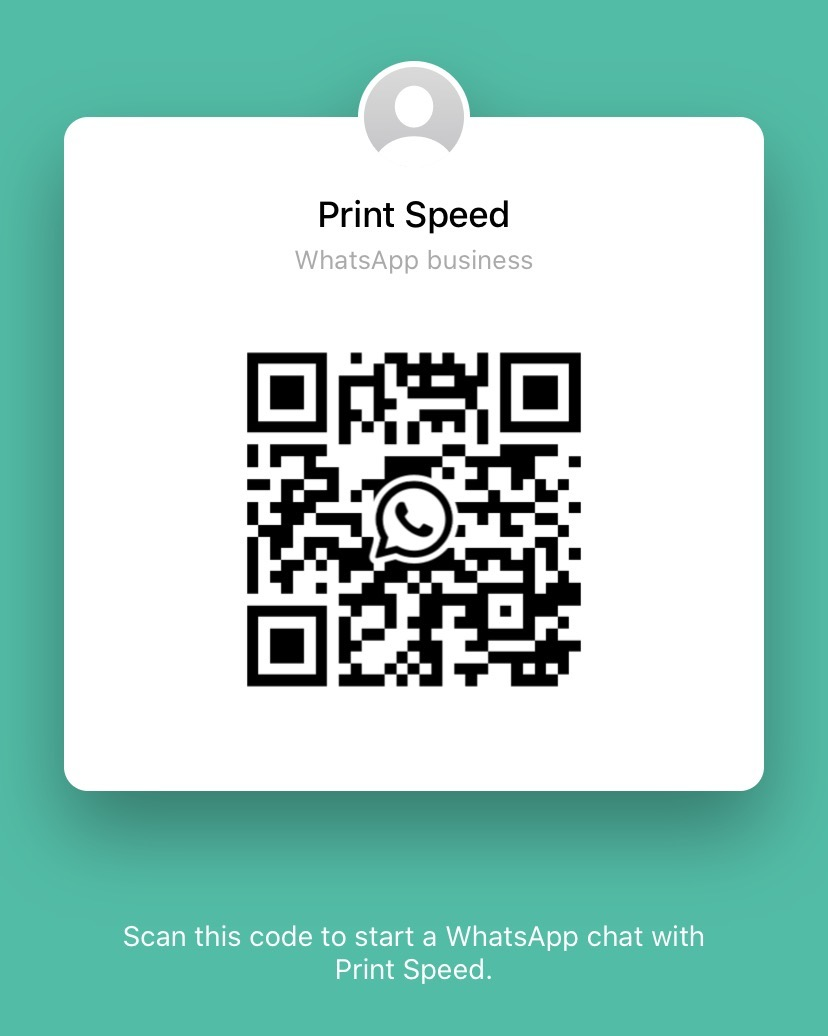 Print Speed
WhatsApp business
Scan this code to start a WhatsApp chat with
Print Speed.